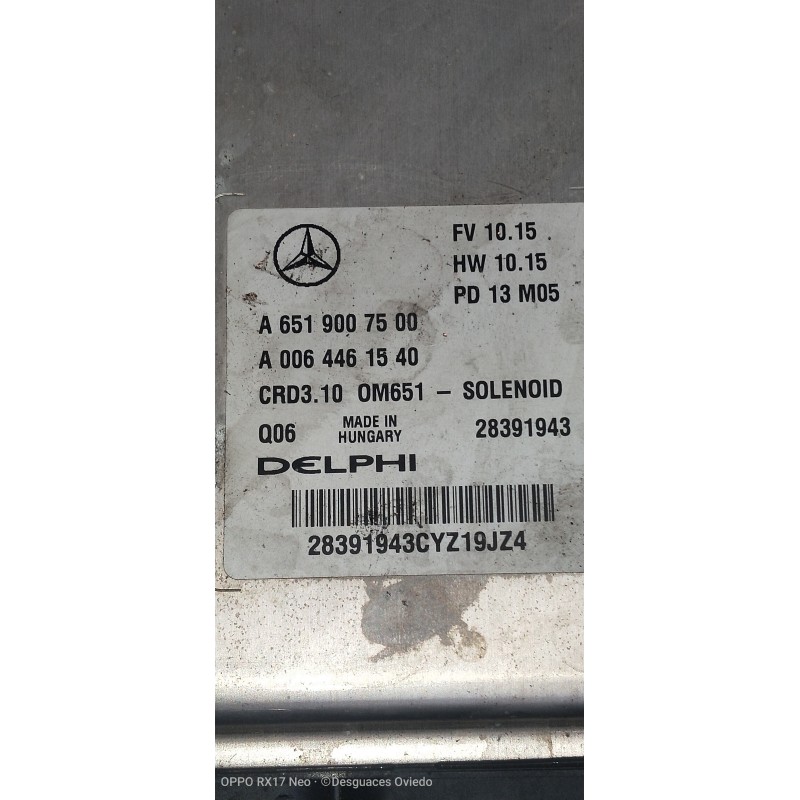 FV 10.15
HW 10.15
PD 13 M05
A 651 900 75 00
A 006 446 15 40
CRD3.10 OM651 – SOLENOID
Q06 MADE IN HUNGARY 28391943
DELPHI
28391943CYZ19JZ4
OPPO RX17 Neo · ©Desguaces Oviedo